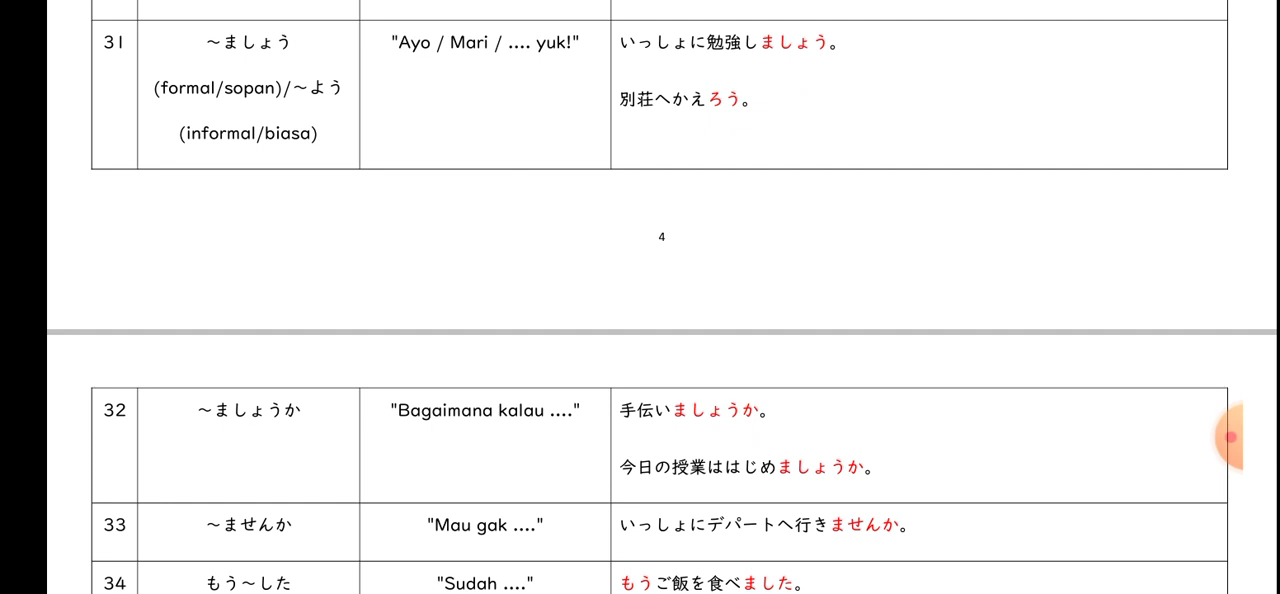 31
～ましょう
(formal/sopan)/～よう
(informal/biasa)
"Ayo / Mari / .... yuk!"
いっしょに勉強しましょう。
別荘へかえろう。
4
32
～ましょうか
"Bagaimana kalau ...."
手伝いましょうか。
今日の授業ははじめましょうか。
33
～ませんか
"Mau gak ...."
いっしょにデパートへ行きませんか。
34
もう～した
"Sudah ...."
もうご飯を食べました。